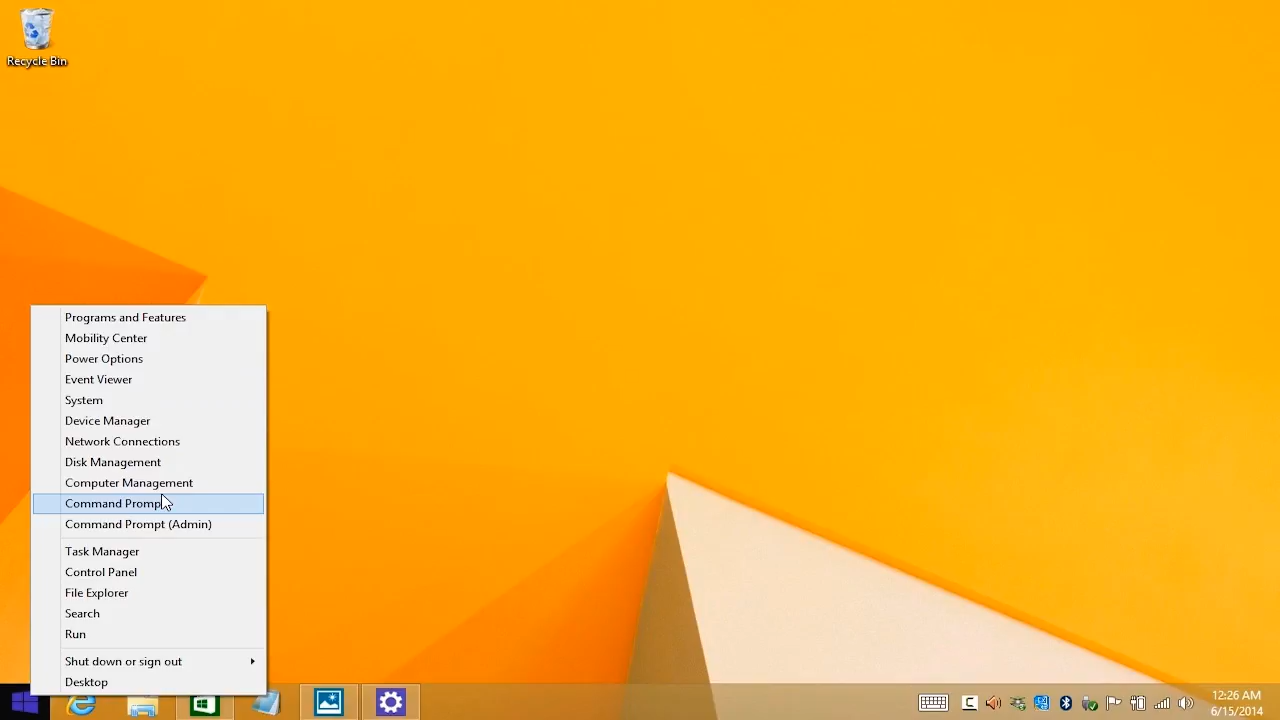 Recycle Bin
Programs and Features
Mobility Center
Power Options
Event Viewer
System
Device Manager
Network Connections
Disk Management
Computer Management
Command Prompt
Command Prompt (Admin)
Task Manager
Control Panel
File Explorer
Search
Run
Shut down or sign out
Desktop
12:26 AM
6/15/2014